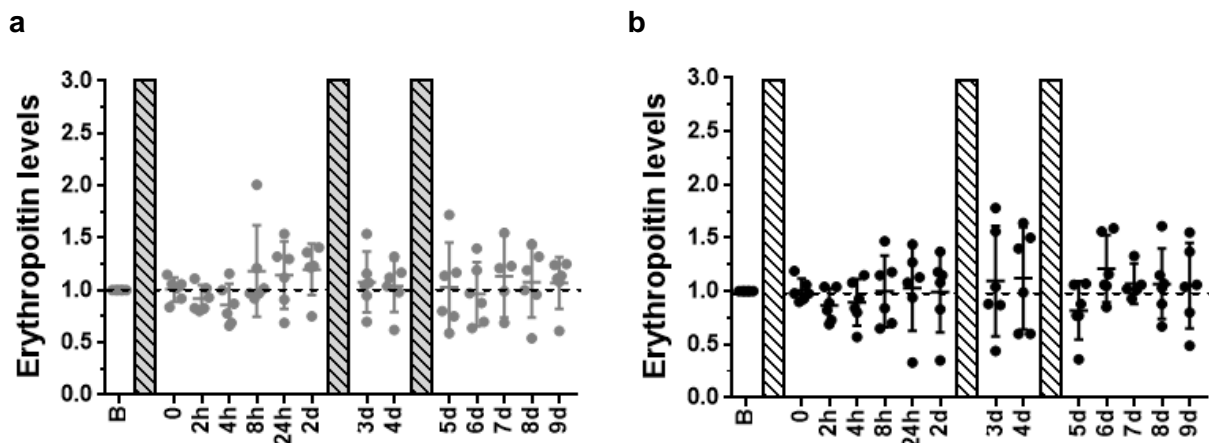 a
b
Erythropoitin levels
3.0
2.5
2.0
1.5
1.0
0.5
0.0
B
0
2h
4h
8h
24h
2d
3d
4d
5d
6d
7d
8d
9d
Erythropoitin levels
3.0
2.5
2.0
1.5
1.0
0.5
0.0
B
0
2h
4h
8h
24h
2d
3d
4d
5d
6d
7d
8d
9d